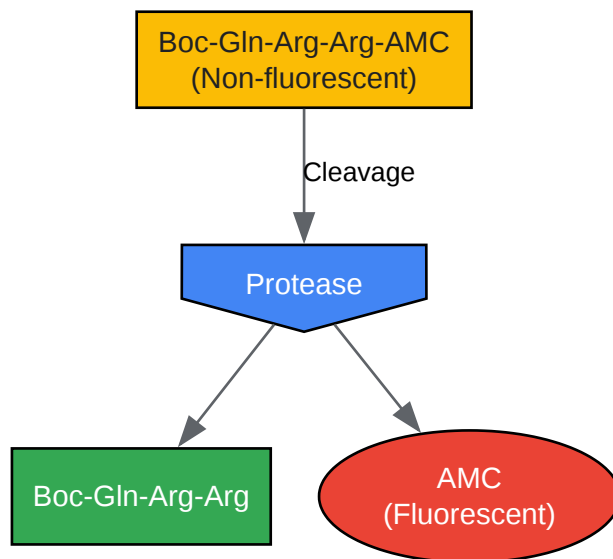 Boc-Gln-Arg-Arg-AMC
(Non-fluorescent)
Cleavage
Protease
Boc-Gln-Arg-Arg
AMC
(Fluorescent)